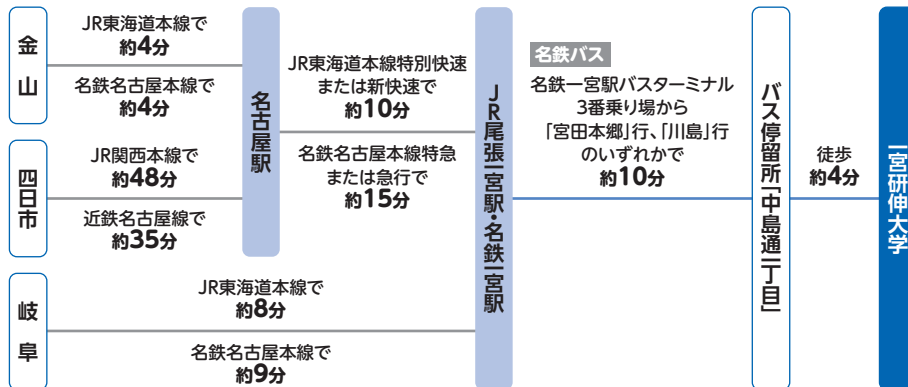 金山
JR東海道本線で
約4分
名鉄名古屋本線で
約4分
四日市
JR関西本線で
約48分
近鉄名古屋線で
約35分
名古屋駅
JR東海道本線特別快速
または新快速で
約10分
名鉄名古屋本線特急
または急行で
約15分
岐阜
JR東海道本線で
約8分
名鉄名古屋本線で
約9分
JR尾張一宮駅・名鉄一宮駅
名鉄バス
名鉄一宮駅バスターミナル
3番乗り場から
「宮田本郷」行、「川島」行
のいずれかで
約10分
バス停留所「中島通一丁目」
徒歩
約4分
一宮研伸大学